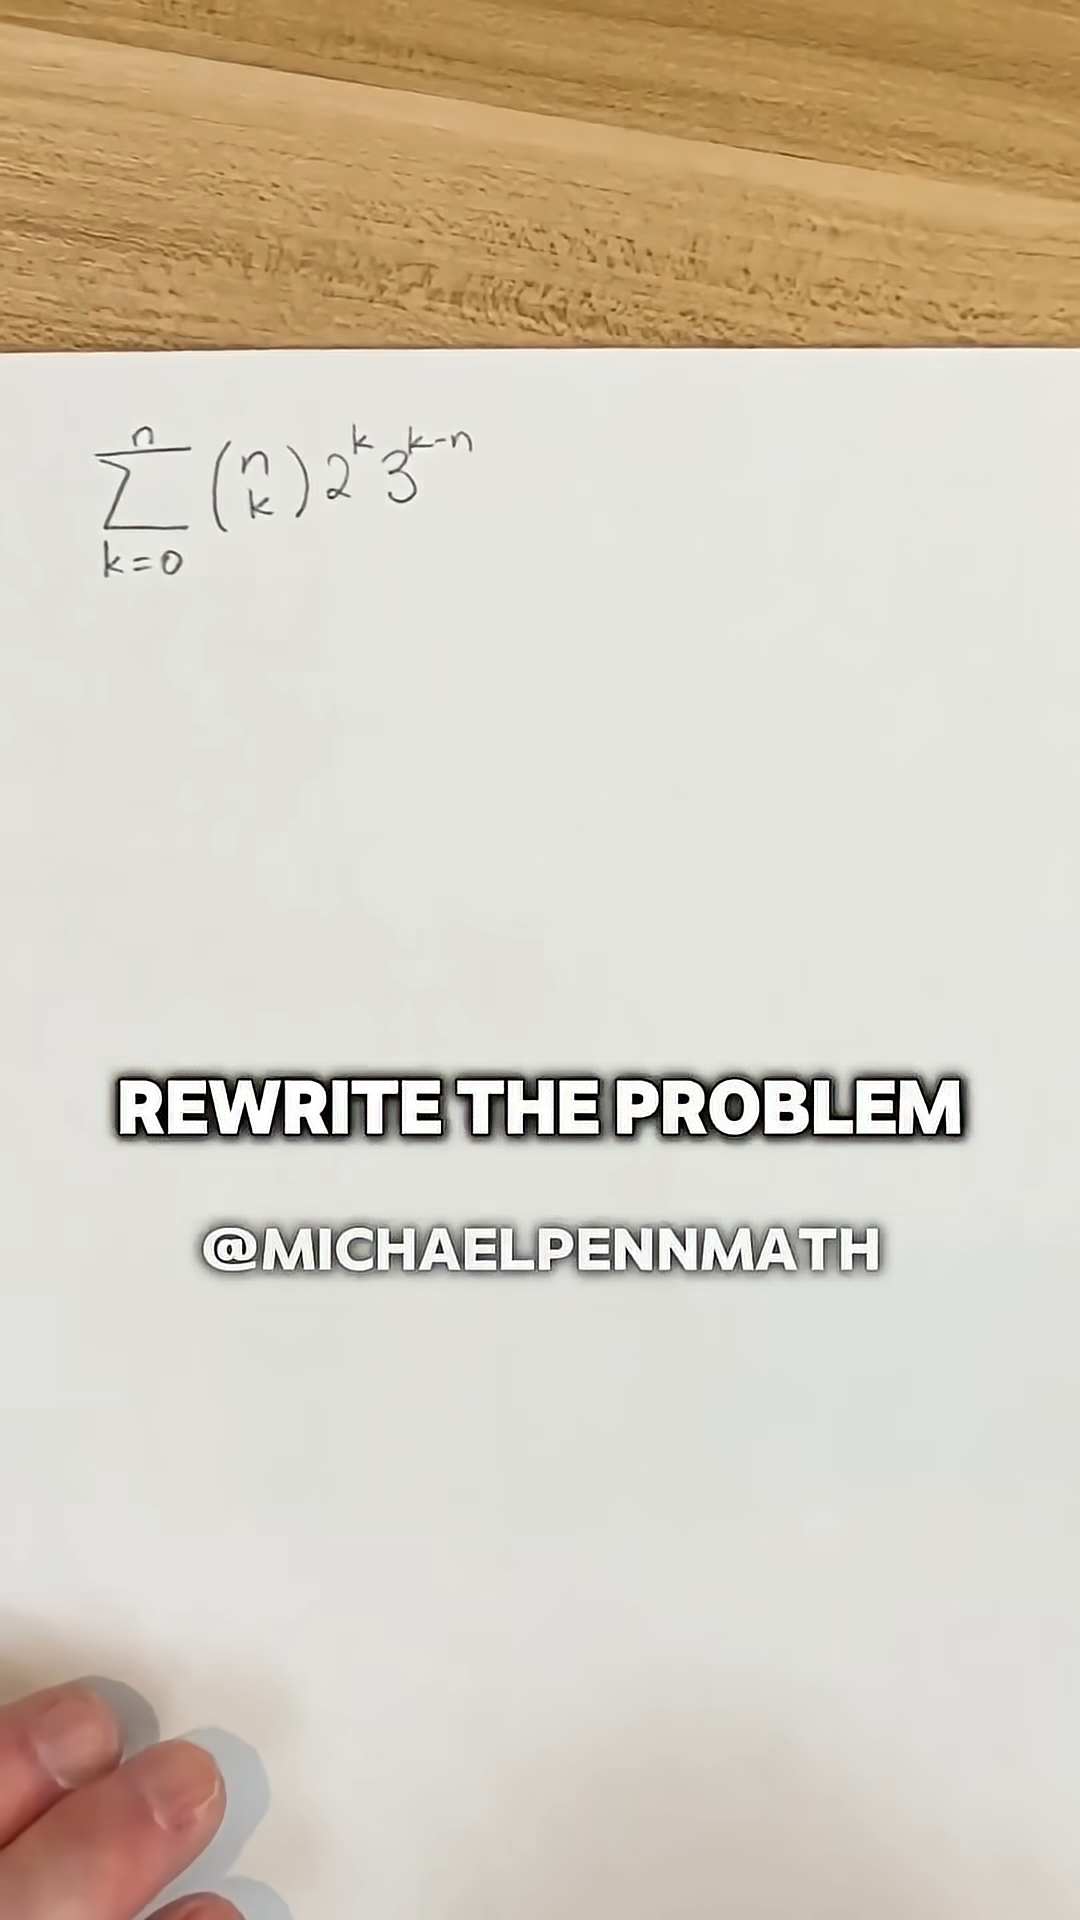 n
∑ (n k) 2^k 3^(k-n)
k=0
REWRITE THE PROBLEM
@MICHAELPENNMATH